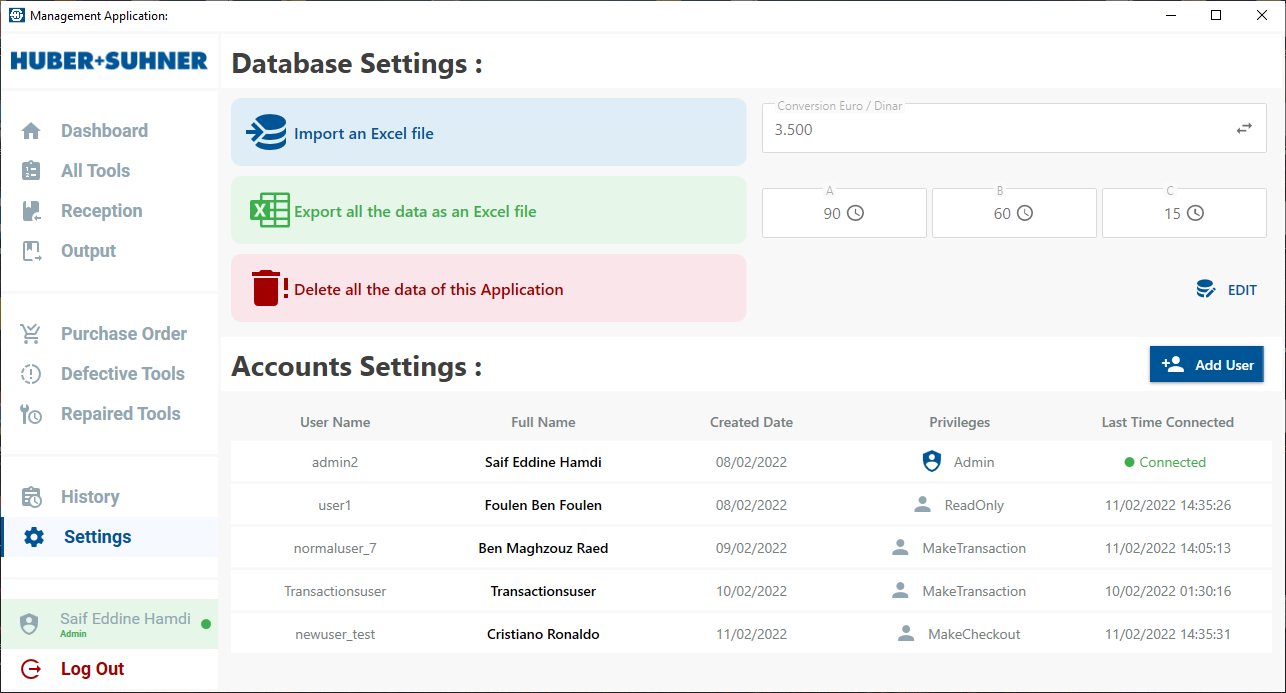 Management Application:
HUBER+SUHNER
Dashboard
All Tools
Reception
Output
Purchase Order
Defective Tools
Repaired Tools
History
Settings
Saif Eddine Hamdi
Admin
Log Out
Database Settings :
Import an Excel file
Export all the data as an Excel file
Delete all the data of this Application
Conversion Euro / Dinar
3.500
A B C
90 60 15
EDIT
Accounts Settings :
Add User
User Name Full Name Created Date Privileges Last Time Connected
admin2 Saif Eddine Hamdi 08/02/2022 Admin Connected
user1 Foulen Ben Foulen 08/02/2022 ReadOnly 11/02/2022 14:35:26
normaluser_7 Ben Maghzouz Raed 09/02/2022 MakeTransaction 11/02/2022 14:05:13
Transactionsuser Transactionsuser 10/02/2022 MakeTransaction 10/02/2022 01:30:16
newuser_test Cristiano Ronaldo 11/02/2022 MakeCheckout 11/02/2022 14:35:31